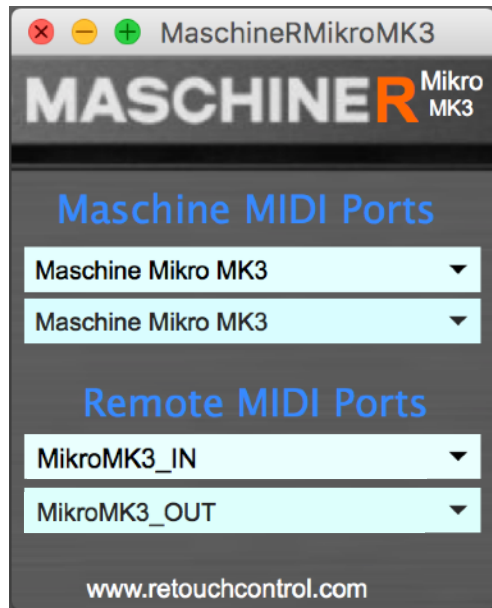 MaschineRMikroMK3
MASCHINER Mikro
MK3
Maschine MIDI Ports
Maschine Mikro MK3
Maschine Mikro MK3
Remote MIDI Ports
MikroMK3_IN
MikroMK3_OUT
www.retouchcontrol.com